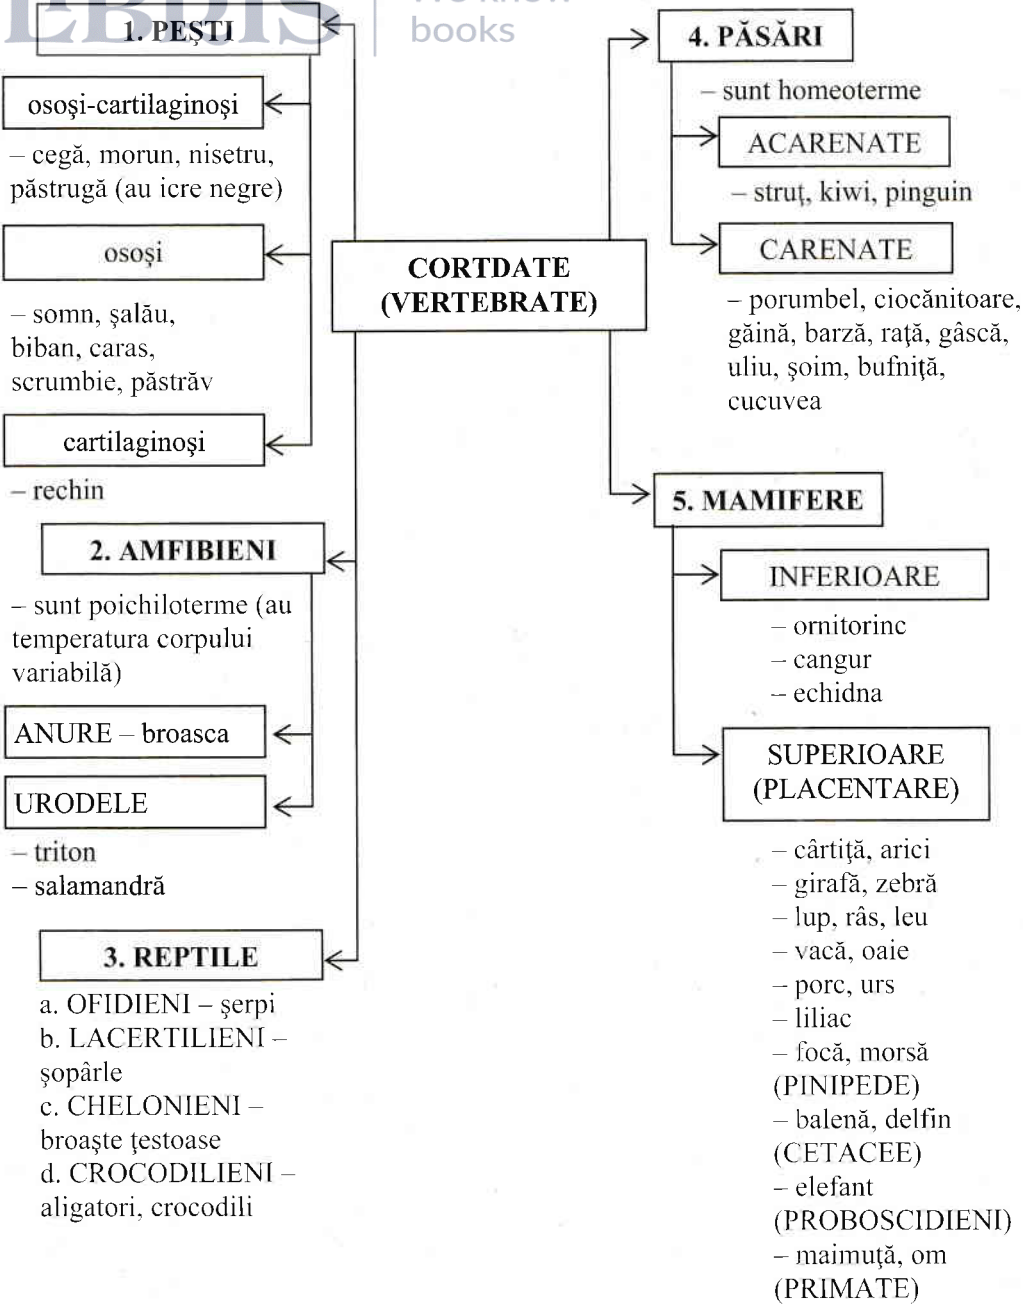 EBRIS
books
1. PEŞTI
osoşi-cartilaginoşi
– cegă, morun, nisetru,
păstrugă (au icre negre)
osoşi
– somn, şalău,
biban, caras,
scrumbie, păstrăv
cartilaginoşi
– rechin
2. AMFIBIENI
– sunt poichiloterme (au
temperatura corpului
variabilă)
ANURE – broasca
URODELE
– triton
– salamandră
3. REPTILE
a. OFIDIENI – şerpi
b. LACERTILIENI –
şopârle
c. CHELONIENI –
broaşte ţestoase
d. CROCODILIENI –
aligatori, crocodili
CORTDATE
(VERTEBRATE)
4. PĂSĂRI
– sunt homeoterme
ACARENATE
– struţ, kiwi, pinguin
CARENATE
– porumbel, ciocănitoare,
găină, barză, raţă, gâscă,
uliu, şoim, bufniţă,
cucuvea
5. MAMIFERE
INFERIOARE
– ornitorinc
– cangur
– echidna
SUPERIOARE
(PLACENTARE)
– cârtiţă, arici
– girafă, zebră
– lup, râs, leu
– vacă, oaie
– porc, urs
– liliac
– focă, morsă
(PINIPEDE)
– balenă, delfin
(CETACEE)
– elefant
(PROBOSCIDIENI)
– maimuţă, om
(PRIMATE)